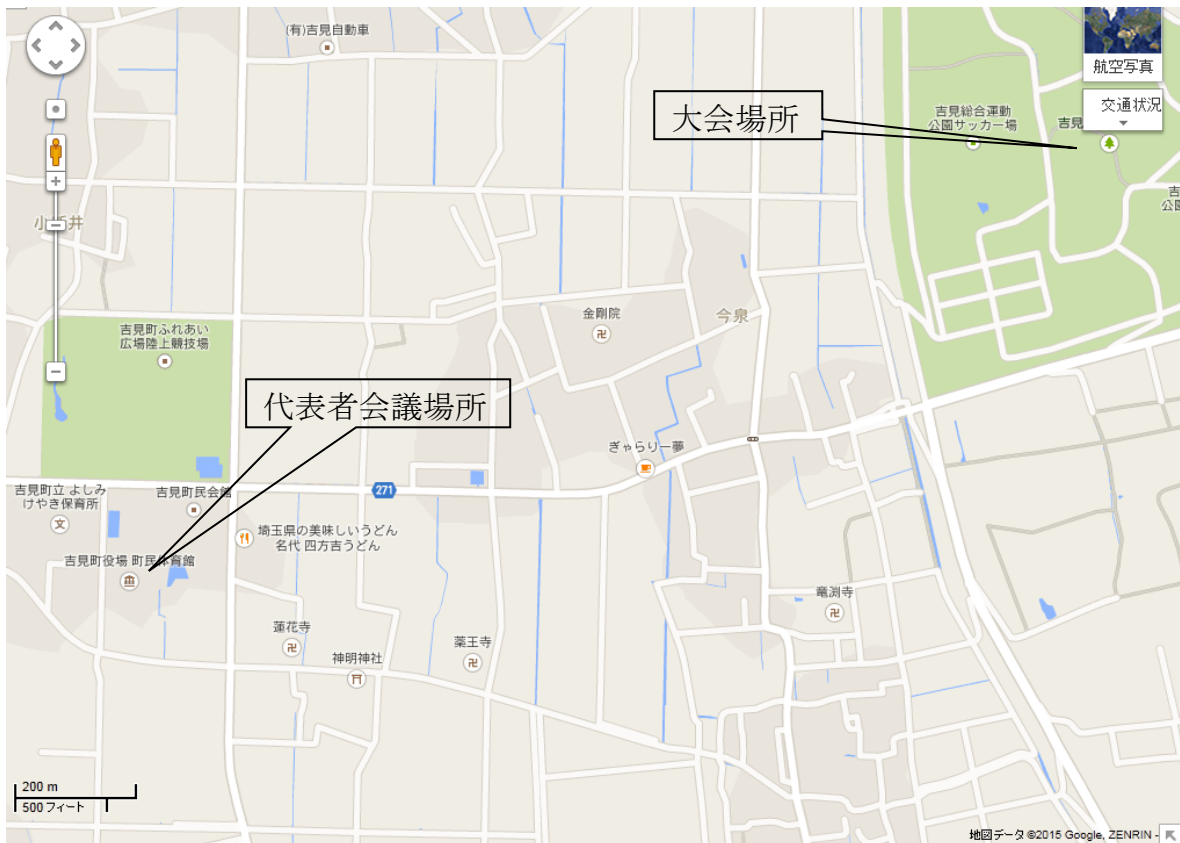 (有)吉見自動車
航空写真
交通状況
大会場所
吉見総合運動
公園サッカー場
吉見
吉
公園
小新井
金剛院
今泉
吉見町ふれあい
広場陸上競技場
代表者会議場所
ぎゃらりー夢
271
吉見町立 よしみ
けやき保育所
吉見町民会館
埼玉県の美味しいうどん
名代 四方吉うどん
吉見町役場 町民体育館
竜淵寺
蓮花寺
薬王寺
神明神社
200 m
500 フィート
地図データ ©2015 Google, ZENRIN -